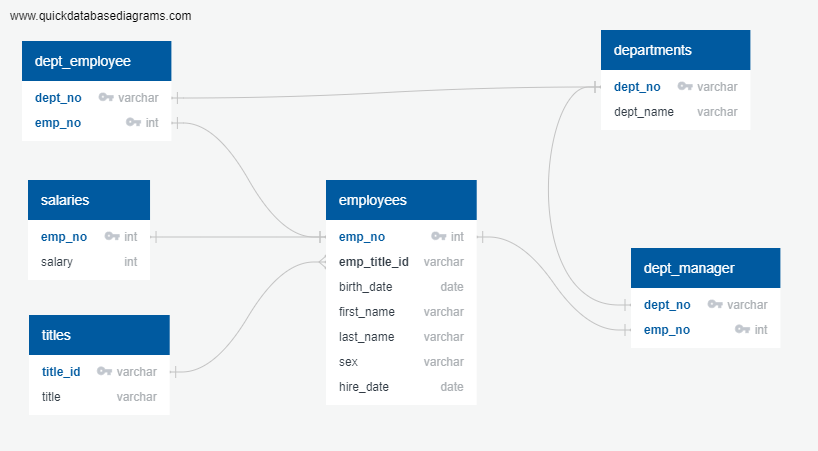 www.quickdatabasediagrams.com
dept_employee
dept_no varchar
emp_no int
departments
dept_no varchar
dept_name varchar
salaries
emp_no int
salary int
employees
emp_no int
emp_title_id varchar
birth_date date
first_name varchar
last_name varchar
sex varchar
hire_date date
dept_manager
dept_no varchar
emp_no int
titles
title_id varchar
title varchar